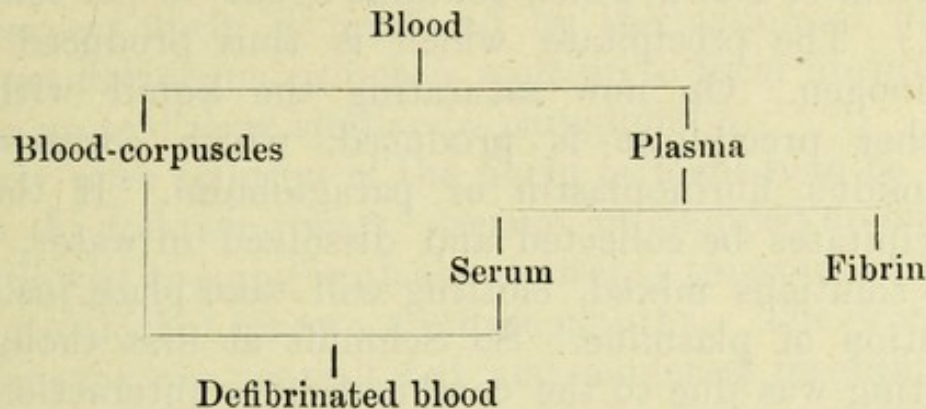 Blood
Blood-corpuscles Plasma
Serum Fibrin
Defibrinated blood